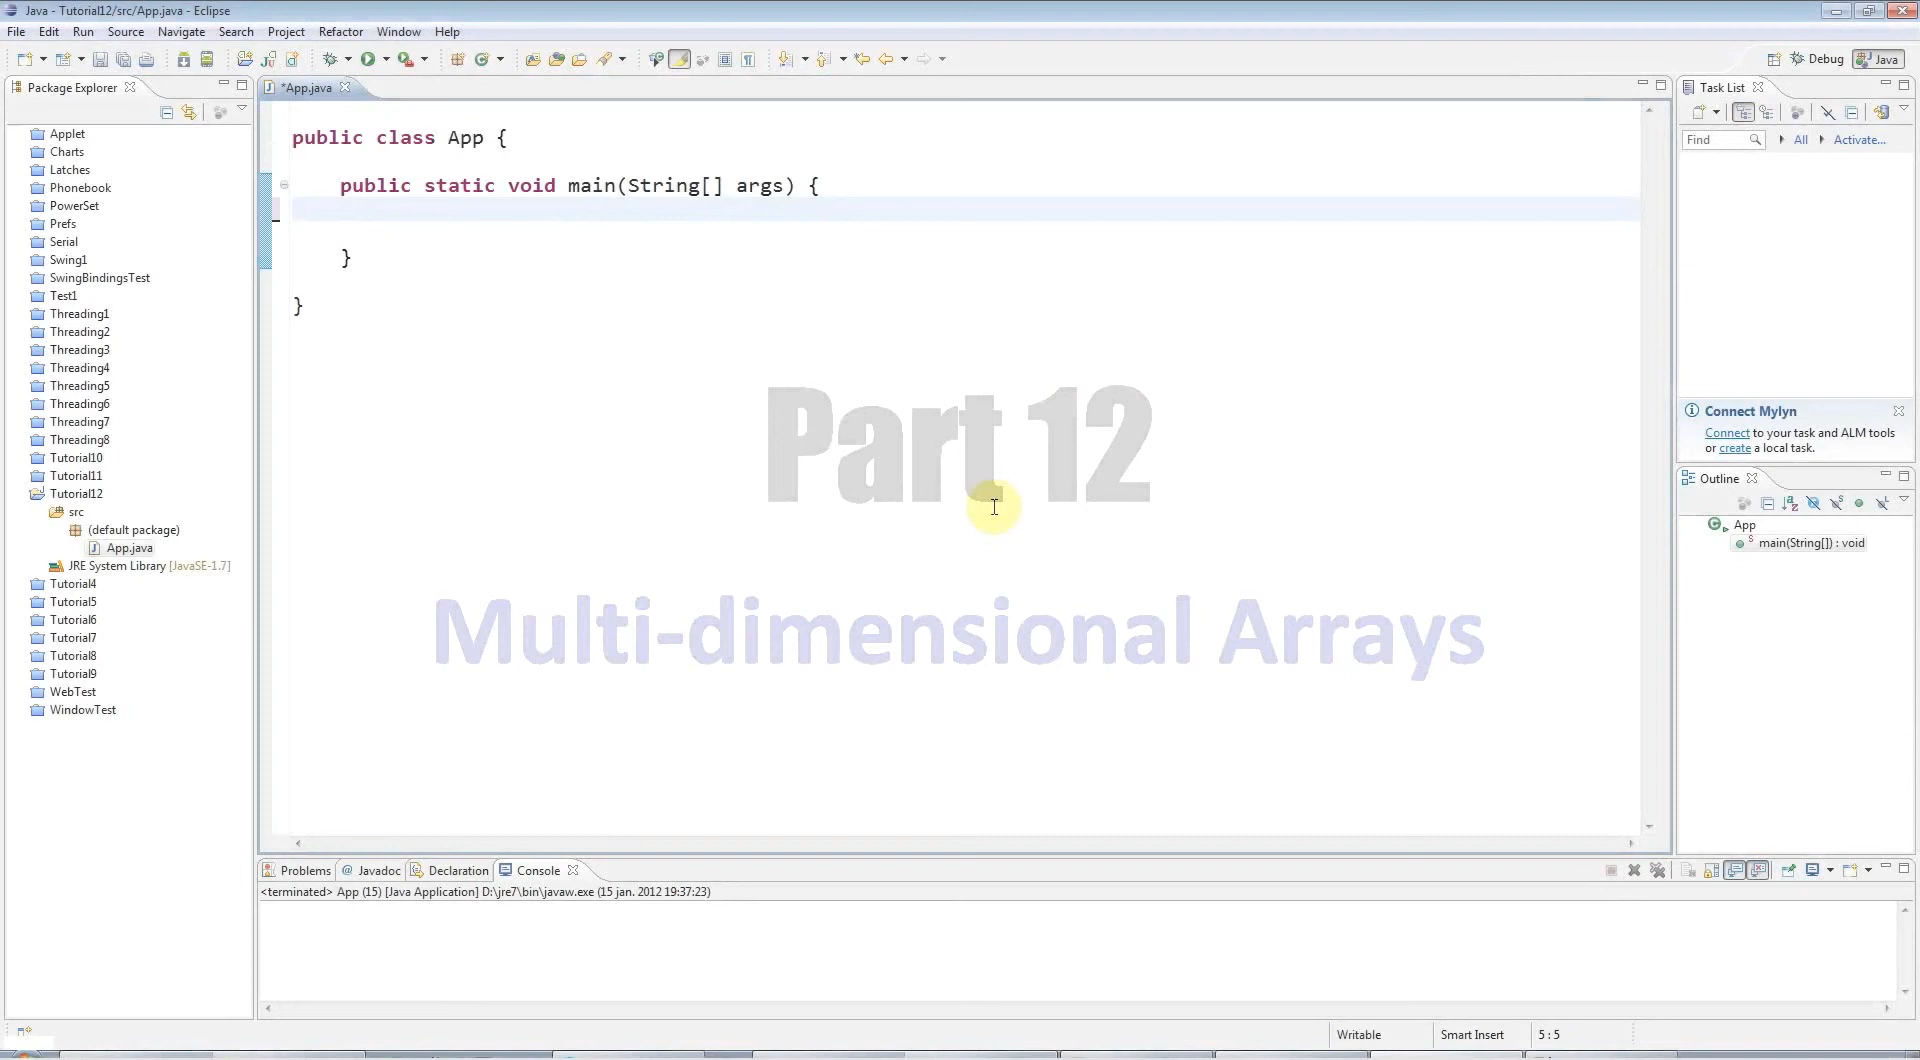 Java - Tutorial12/src/App.java - Eclipse
File Edit Run Source Navigate Search Project Refactor Window Help
Debug Java
Package Explorer
*App.java
Task List
Applet
Charts
Latches
Phonebook
PowerSet
Prefs
Serial
Swing1
SwingBindingsTest
Test1
Threading1
Threading2
Threading3
Threading4
Threading5
Threading6
Threading7
Threading8
Tutorial10
Tutorial11
Tutorial12
src
(default package)
App.java
JRE System Library [JavaSE-1.7]
Tutorial4
Tutorial5
Tutorial6
Tutorial7
Tutorial8
Tutorial9
WebTest
WindowTest
public class App {
public static void main(String[] args) {
}
}
Part 12
Multi-dimensional Arrays
Find All Activate...
Connect Mylyn
Connect to your task and ALM tools
or create a local task.
Outline
App
main(String[]) : void
Problems @ Javadoc Declaration Console
<terminated> App (15) [Java Application] D:\jre7\bin\javaw.exe (15 jan. 2012 19:37:23)
Writable Smart Insert 5 : 5